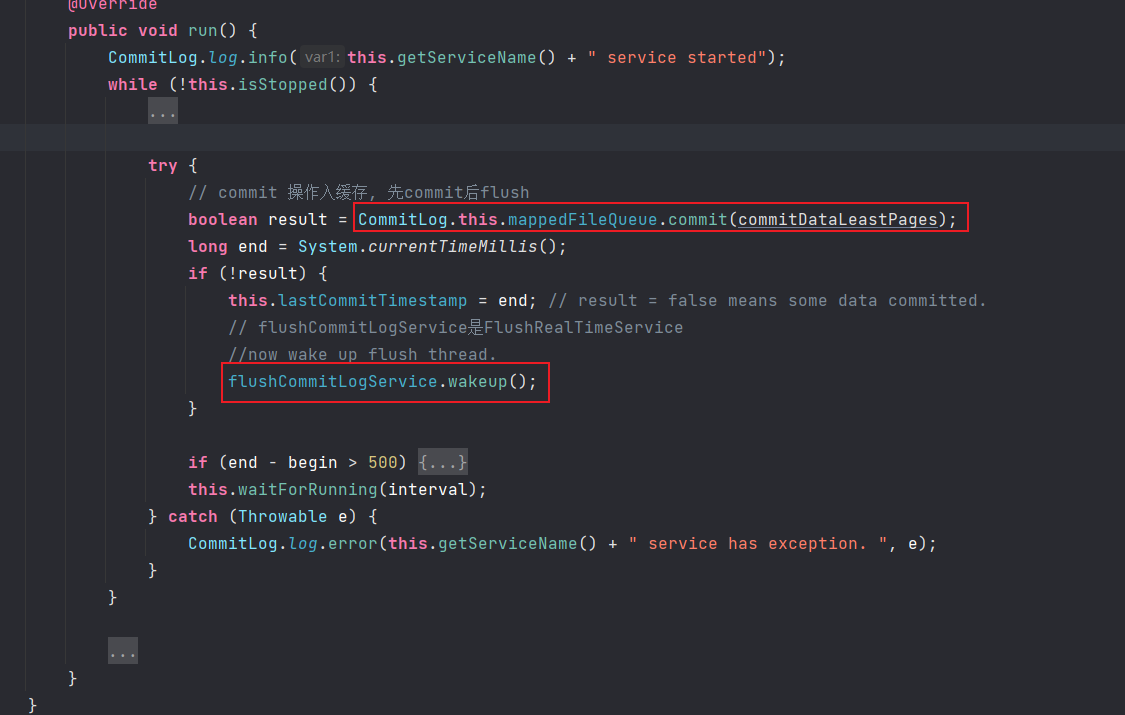 @Override
public void run() {
CommitLog.log.info( var1: this.getServiceName() + " service started");
while (!this.isStopped()) {
...
try {
// commit 操作入缓存, 先commit后flush
boolean result = CommitLog.this.mappedFileQueue.commit(commitDataLeastPages);
long end = System.currentTimeMillis();
if (!result) {
this.lastCommitTimestamp = end; // result = false means some data committed.
// flushCommitLogService是FlushRealTimeService
//now wake up flush thread.
flushCommitLogService.wakeup();
}
if (end - begin > 500) {...}
this.waitForRunning(interval);
} catch (Throwable e) {
CommitLog.log.error(this.getServiceName() + " service has exception. ", e);
}
}
...
}
}